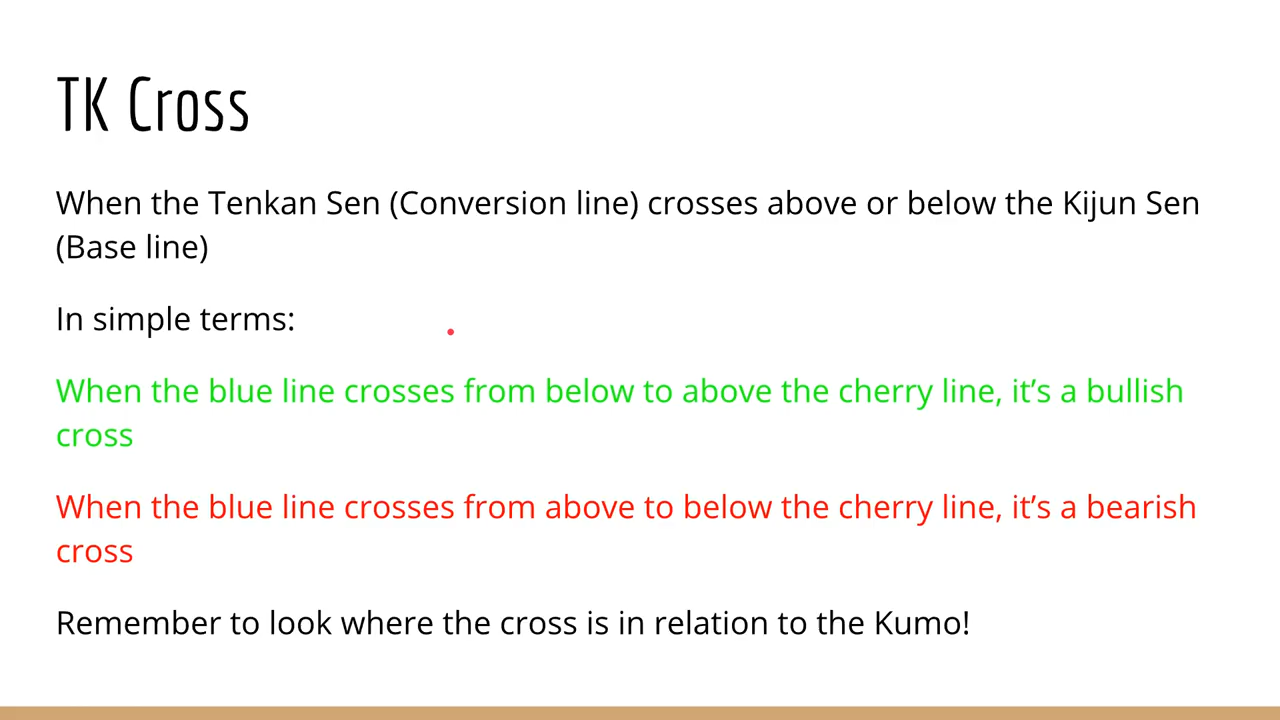 TK Cross
When the Tenkan Sen (Conversion line) crosses above or below the Kijun Sen
(Base line)
In simple terms:
When the blue line crosses from below to above the cherry line, it’s a bullish
cross
When the blue line crosses from above to below the cherry line, it’s a bearish
cross
Remember to look where the cross is in relation to the Kumo!